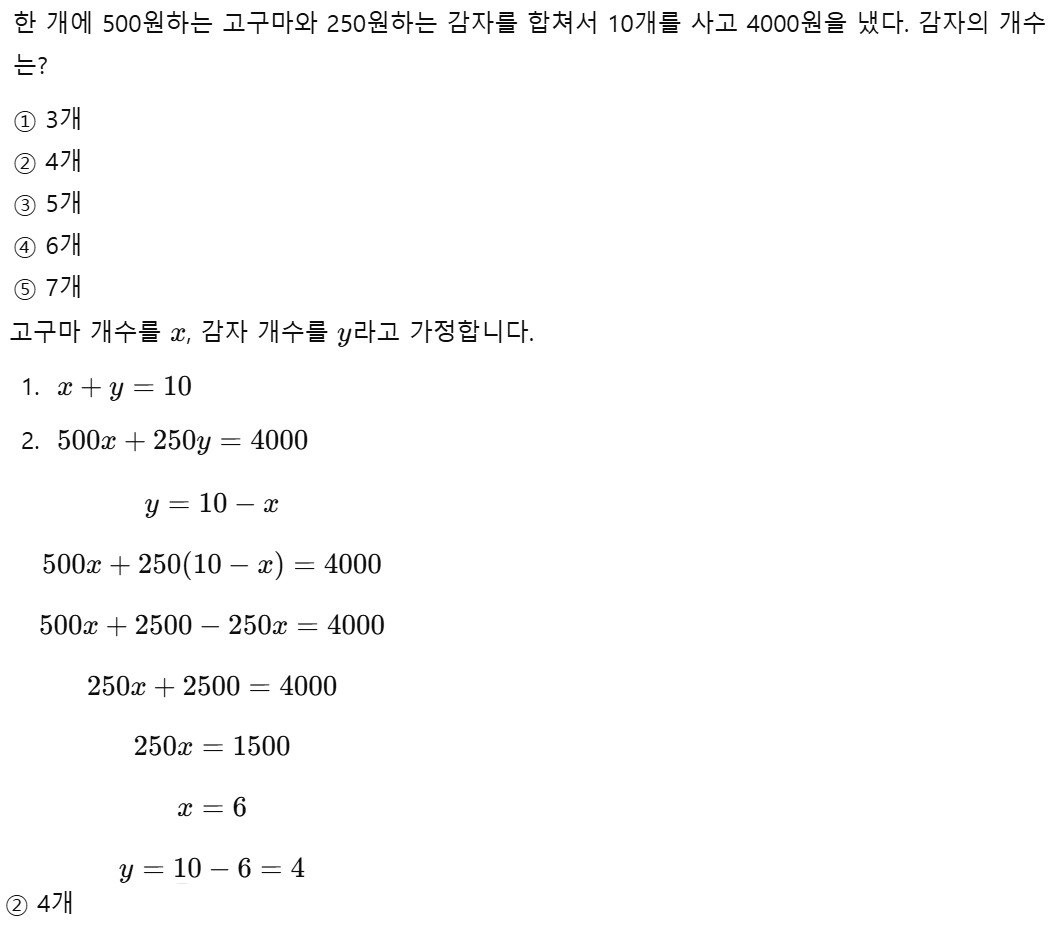 한 개에 500원하는 고구마와 250원하는 감자를 합쳐서 10개를 사고 4000원을 냈다. 감자의 개수
는?
① 3개
② 4개
③ 5개
④ 6개
⑤ 7개
고구마 개수를 x, 감자 개수를 y라고 가정합니다.
1. x + y = 10
2. 500x + 250y = 4000
y = 10 − x
500x + 250(10 − x) = 4000
500x + 2500 − 250x = 4000
250x + 2500 = 4000
250x = 1500
x = 6
y = 10 − 6 = 4
② 4개